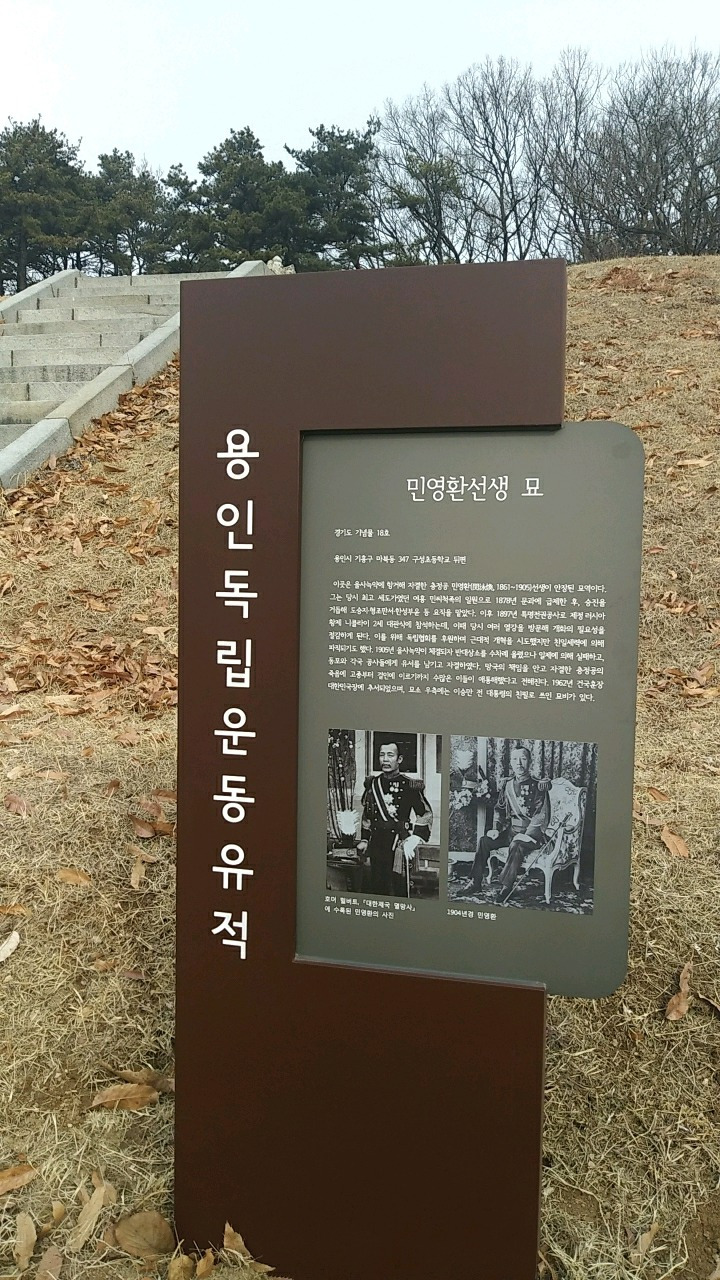 용인독립운동유적
민영환선생 묘
경기도 기념물 18호
용인시 기흥구 마북동 347 구성초등학교 뒤편
이곳은 을사늑약에 항거해 자결한 충정공 민영환(閔泳煥, 1861~1905)선생이 안장된 묘역이다.
그는 당시 최고 세도가였던 여흥 민씨척족의 일원으로 1878년 문과에 급제한 후, 승진을
거듭해 도승지·형조판서·한성부윤 등 요직을 맡았다. 이후 1897년 특명전권공사로 제정 러시아
황제 니콜라이 2세 대관식에 참석하는데, 이때 당시 여러 열강을 방문해 개화의 필요성을
절감하게 된다. 이를 위해 독립협회를 후원하며 근대적 개혁을 시도했지만 친일세력에 의해
파직되기도 했다. 1905년 을사늑약이 체결되자 반대상소를 수차례 올렸으나 일제에 의해 실패하고,
동포와 각국 공사들에게 유서를 남기고 자결하였다. 망국의 책임을 안고 자결한 충정공의
죽음에 고종부터 걸인에 이르기까지 수많은 이들이 애통해했다고 전해진다. 1962년 건국훈장
대한민국장에 추서되었으며, 묘소 우측에는 이승만 전 대통령의 친필로 쓰인 묘비가 있다.
호머 헐버트, 「대한제국 멸망사」
에 수록된 민영환의 사진
1904년경 민영환